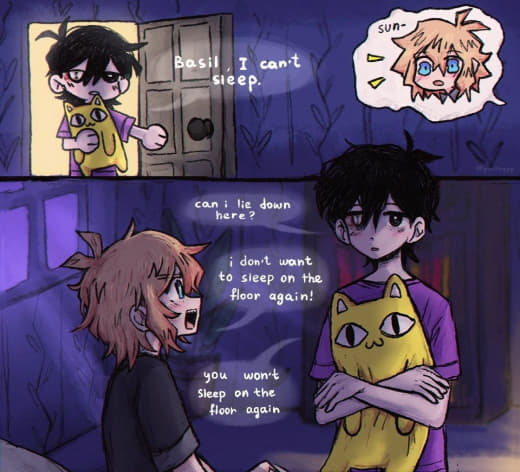 Basil, I can't
sleep.
sun-
can i lie down
here?
i don't want
to sleep on the
floor again!
you won't
sleep on the
floor again